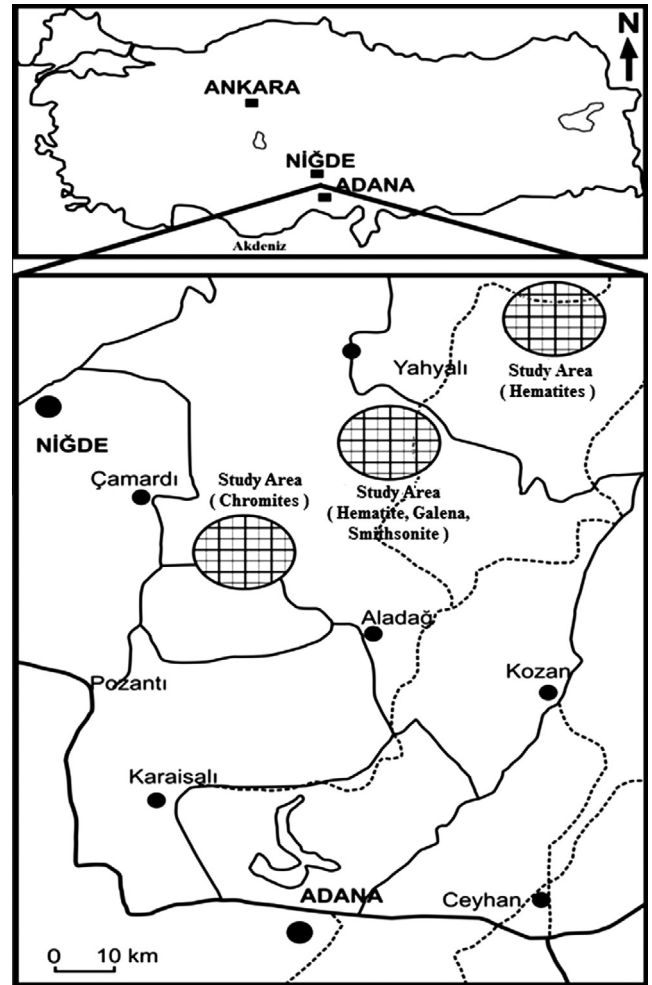 N
ANKARA
NİĞDE
ADANA
Akdeniz
Yahyalı
Study Area
( Hematites )
NİĞDE
Çamardı
Study Area
( Chromites )
Study Area
( Hematite, Galena,
Smithsonite )
Aladağ
Kozan
Pozantı
Karaisalı
ADANA
Ceyhan
0 10 km